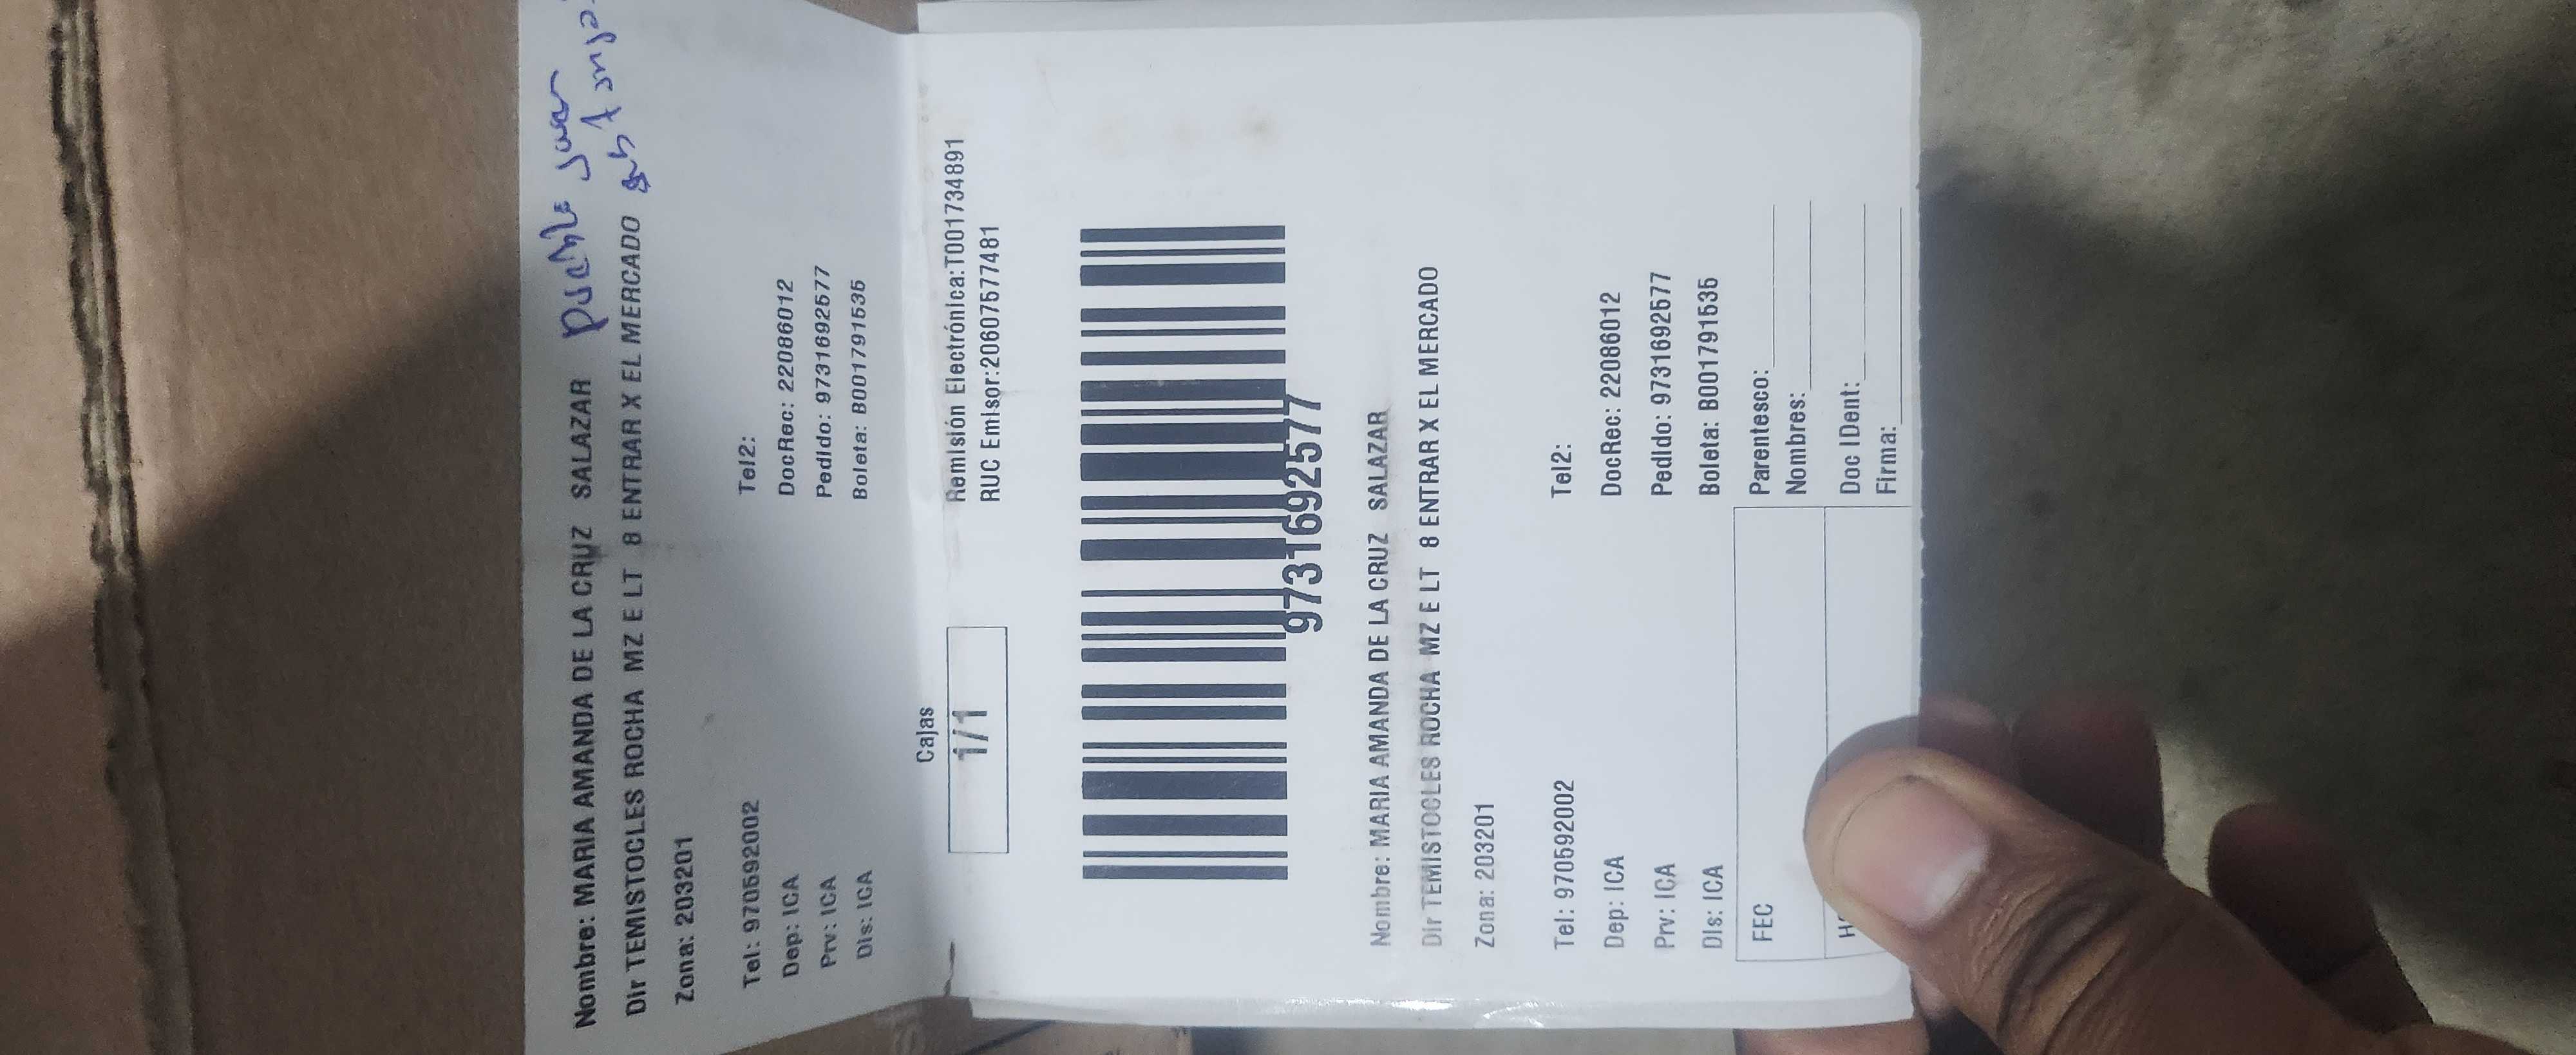 Nombre: MARIA AMANDA DE LA CRUZ SALAZAR
Dir TEMISTOCLES ROCHA MZ E LT 8 ENTRAR X EL MERCADO
Zona: 203201
Tel: 970592002 Tel2:
Dep: ICA DocRec: 22086012
Prv: ICA Pedido: 9731692577
Dis: ICA Boleta: B001791535
Cajas
1/1
Remisión Electrónica:T001734891
RUC Emisor:20607577481
9731692577
Nombre: MARIA AMANDA DE LA CRUZ SALAZAR
Dir TEMISTOCLES ROCHA MZ E LT 8 ENTRAR X EL MERCADO
Zona: 203201
Tel: 970592002 Tel2:
Dep: ICA DocRec: 22086012
Prv: ICA Pedido: 9731692577
Dis: ICA Boleta: B001791535
FEC Parentesco:
Nombres:
Doc IDent:
Firma: